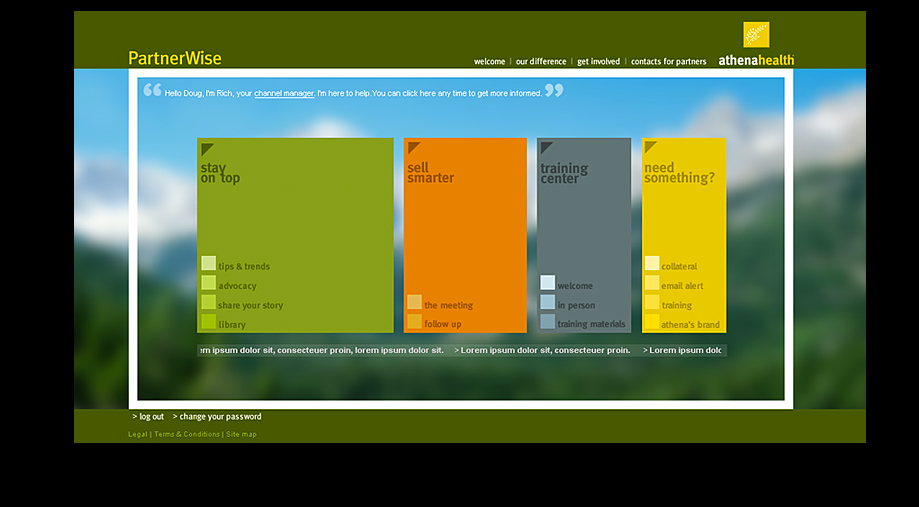 PartnerWise
welcome | our difference | get involved | contacts for partners
athenahealth
Hello Doug, I'm Rich, your channel manager, I'm here to help.You can click here any time to get more informed.
stay
on top
tips & trends
advocacy
share your story
library
sell
smarter
the meeting
follow up
training
center
welcome
in person
training materials
need
something?
collateral
email alert
training
athena's brand
em ipsum dolor sit, consecteuer proin, lorem ipsum dolor sit. > Lorem ipsum dolor sit, consecteuer proin. > Lorem ipsum dolc
> log out > change your password
Legal | Terms & Conditions | Site map